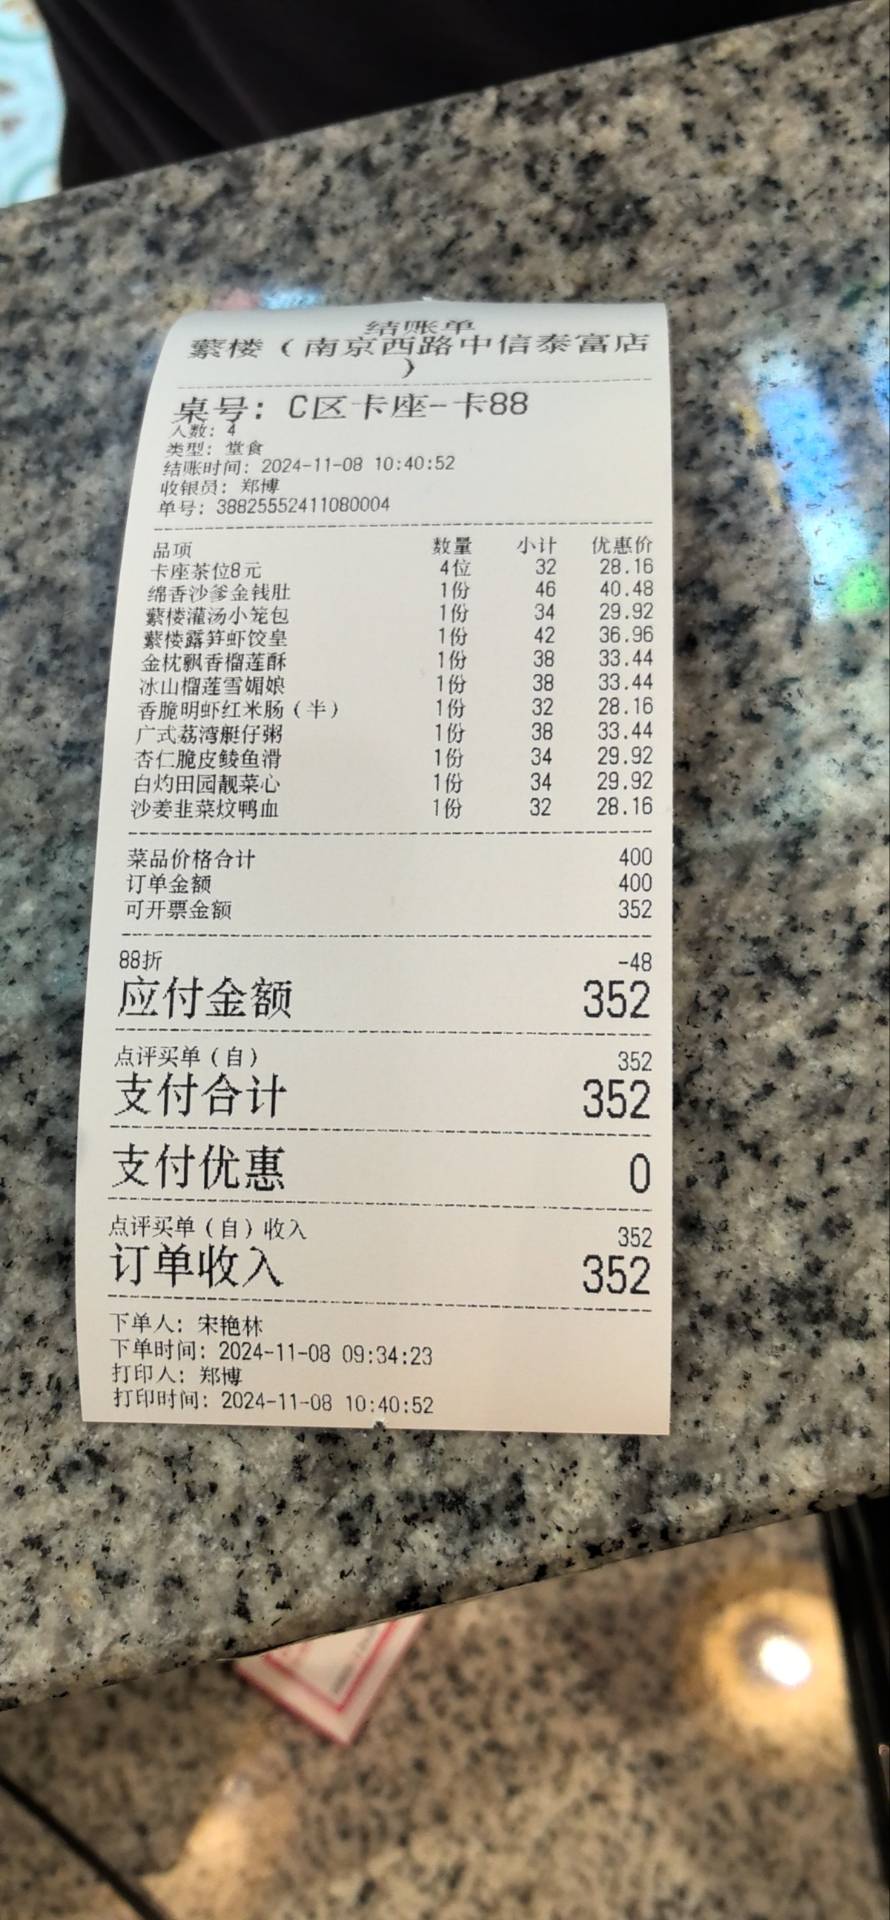 结账单
蘩楼（南京西路中信泰富店
）
桌号: C区卡座-卡88
人数: 4
类型: 堂食
结账时间: 2024-11-08 10:40:52
收银员: 郑博
单号: 38825552411080004
品项 数量 小计 优惠价
卡座茶位8元 4位 32 28.16
绵香沙爹金钱肚 1份 46 40.48
蘩楼灌汤小笼包 1份 34 29.92
蘩楼露笋虾饺皇 1份 42 36.96
金枕飘香榴莲酥 1份 38 33.44
冰山榴莲雪媚娘 1份 38 33.44
香脆明虾红米肠（半） 1份 32 28.16
广式荔湾艇仔粥 1份 38 33.44
杏仁脆皮鲮鱼滑 1份 34 29.92
白灼田园靓菜心 1份 34 29.92
沙姜韭菜炆鸭血 1份 32 28.16
菜品价格合计 400
订单金额 400
可开票金额 352
88折 -48
应付金额 352
点评买单（自） 352
支付合计 352
支付优惠 0
点评买单（自）收入 352
订单收入 352
下单人: 宋艳林
下单时间: 2024-11-08 09:34:23
打印人: 郑博
打印时间: 2024-11-08 10:40:52